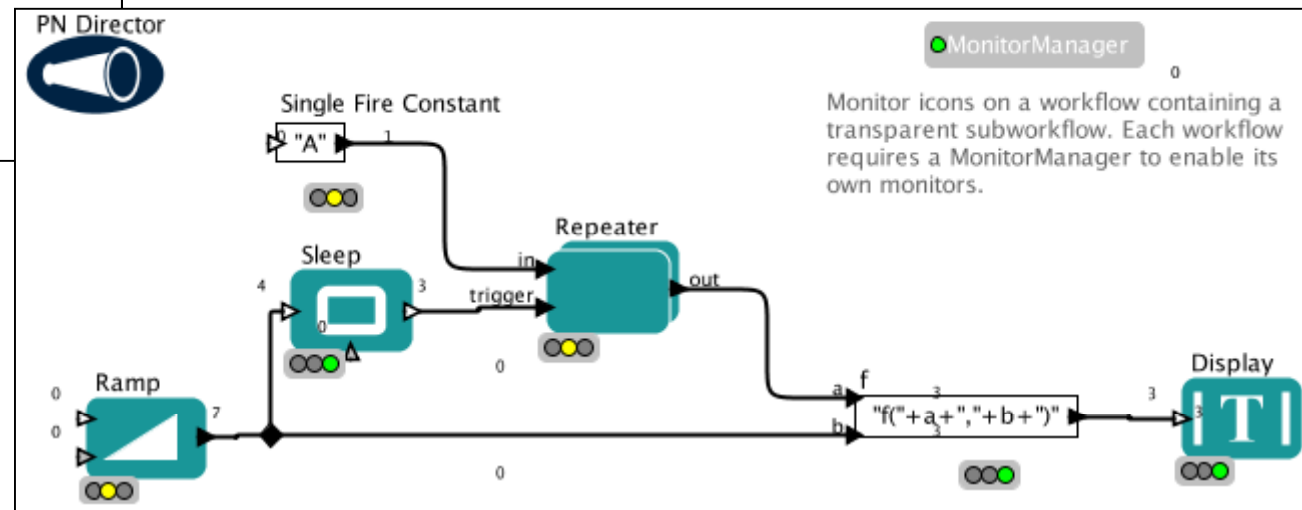 PN Director
MonitorManager
0
Single Fire Constant
Monitor icons on a workflow containing a
transparent subworkflow. Each workflow
requires a MonitorManager to enable its
own monitors.
0 "A" 1
Repeater
Sleep
in
4
3
trigger
out
0
0
Ramp
Display
0
7
a
f
3
3
3
0
"f("+a+","+b+")"
b
3
T
0